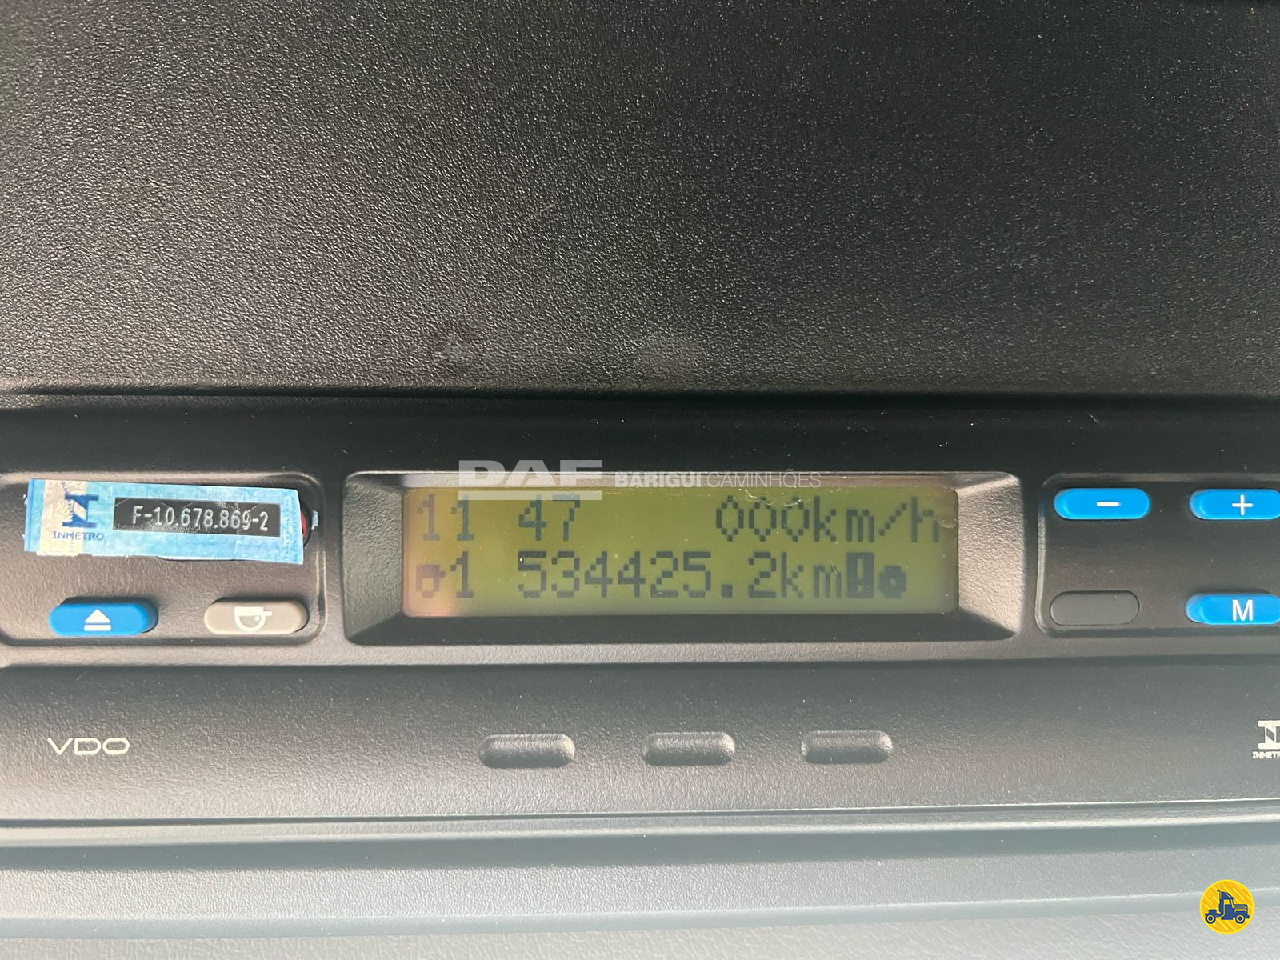 DAF BARIGUI CAMINHÕES
11 47 000km/h
1 534425.2km
INMETRO
F-10.678.869-2
M
VDO